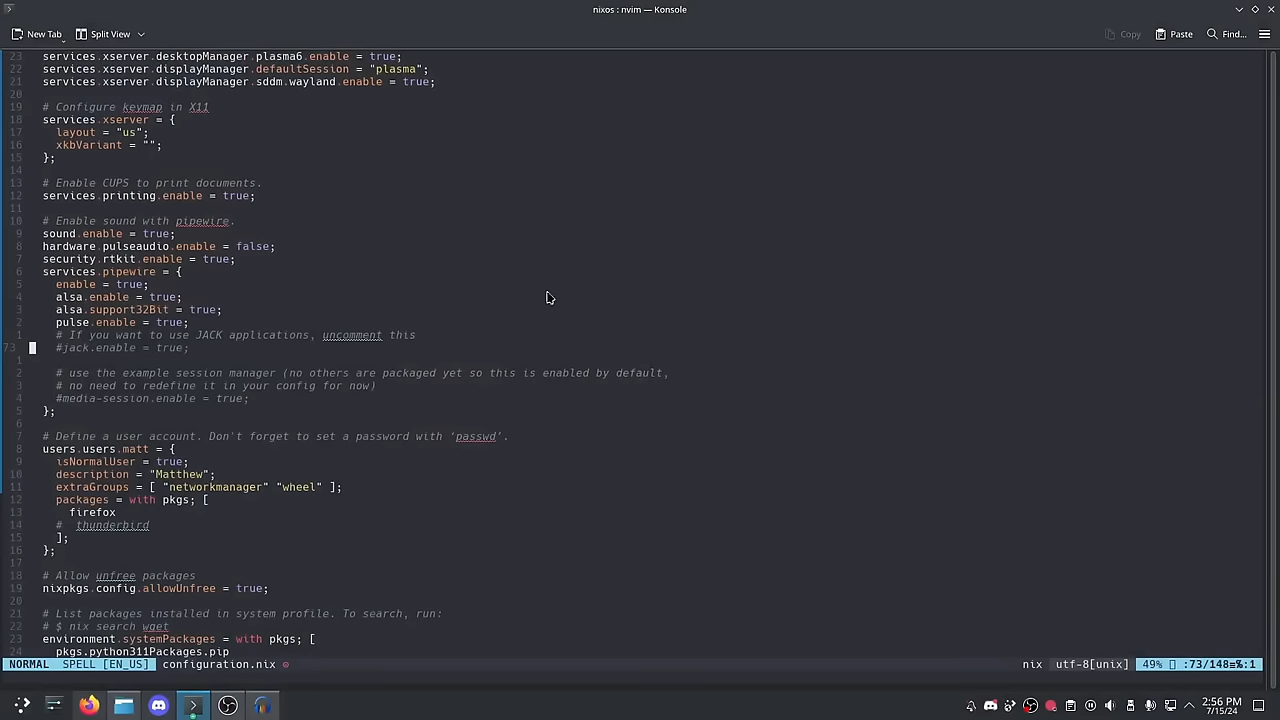 nixos : nvim — Konsole
New Tab Split View Copy Paste Find...
23 services.xserver.desktopManager.plasma6.enable = true;
22 services.xserver.displayManager.defaultSession = "plasma";
21 services.xserver.displayManager.sddm.wayland.enable = true;
20
19 # Configure keymap in X11
18 services.xserver = {
17 layout = "us";
16 xkbVariant = "";
15 };
14
13 # Enable CUPS to print documents.
12 services.printing.enable = true;
11
10 # Enable sound with pipewire.
9 sound.enable = true;
8 hardware.pulseaudio.enable = false;
7 security.rtkit.enable = true;
6 services.pipewire = {
5 enable = true;
4 alsa.enable = true;
3 alsa.support32Bit = true;
2 pulse.enable = true;
1 # If you want to use JACK applications, uncomment this
73 #jack.enable = true;
1
2 # use the example session manager (no others are packaged yet so this is enabled by default,
3 # no need to redefine it in your config for now)
4 #media-session.enable = true;
5 };
6
7 # Define a user account. Don't forget to set a password with ‘passwd’.
8 users.users.matt = {
9 isNormalUser = true;
10 description = "Matthew";
11 extraGroups = [ "networkmanager" "wheel" ];
12 packages = with pkgs; [
13 firefox
14 # thunderbird
15 ];
16 };
17
18 # Allow unfree packages
19 nixpkgs.config.allowUnfree = true;
20
21 # List packages installed in system profile. To search, run:
22 # $ nix search wget
23 environment.systemPackages = with pkgs; [
24 pkgs.python311Packages.pip
NORMAL SPELL [EN_US] configuration.nix nix utf-8[unix] 49% :73/148≡%:1
2:56 PM
7/15/24